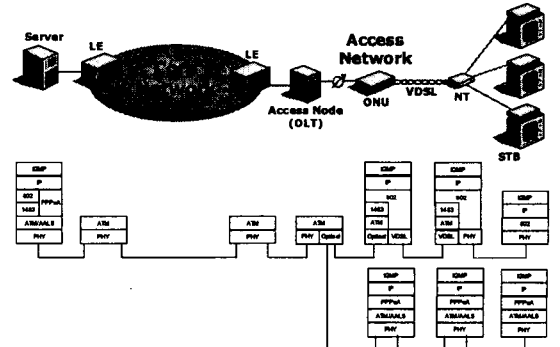 Server
LE
LE
Access
Network
Access Node
(OLT)
ONU
VDSL
NT
STB
IGMP
IP
802
1483
PPPoA
ATM/AAL5
PHY
ATM
PHY
ATM
PHY
ATM
PHY
Optical
IGMP
IP
802
1483
ATM
Optical
VDSL
IGMP
IP
802
1483
ATM
VDSL
PHY
IGMP
IP
802
PHY
IGMP
IP
PPPoA
ATM/AAL5
PHY
IGMP
IP
PPPoA
ATM/AAL5
PHY
IGMP
IP
PPPoA
ATM/AAL5
PHY